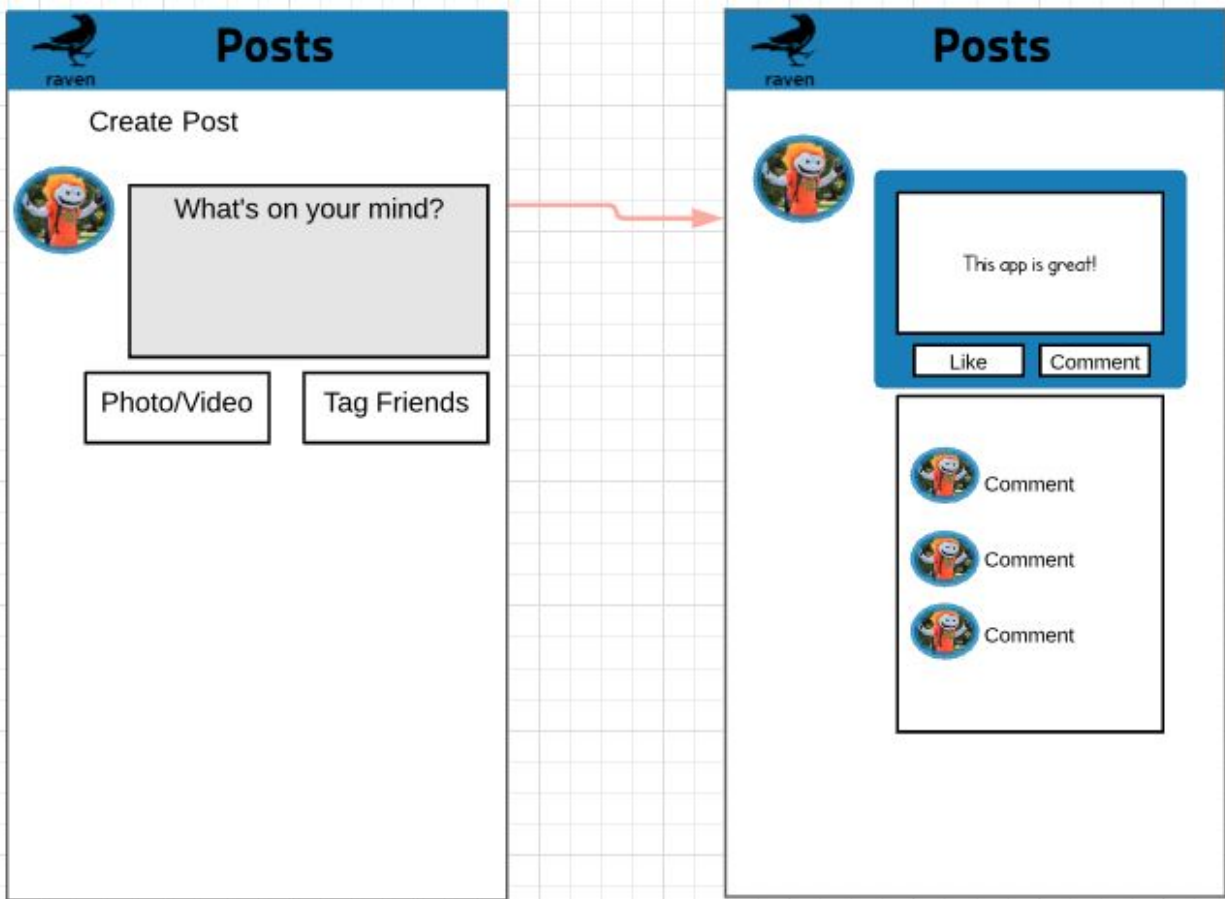 raven
Posts
Create Post
What's on your mind?
Photo/Video
Tag Friends
raven
Posts
This app is great!
Like
Comment
Comment
Comment
Comment